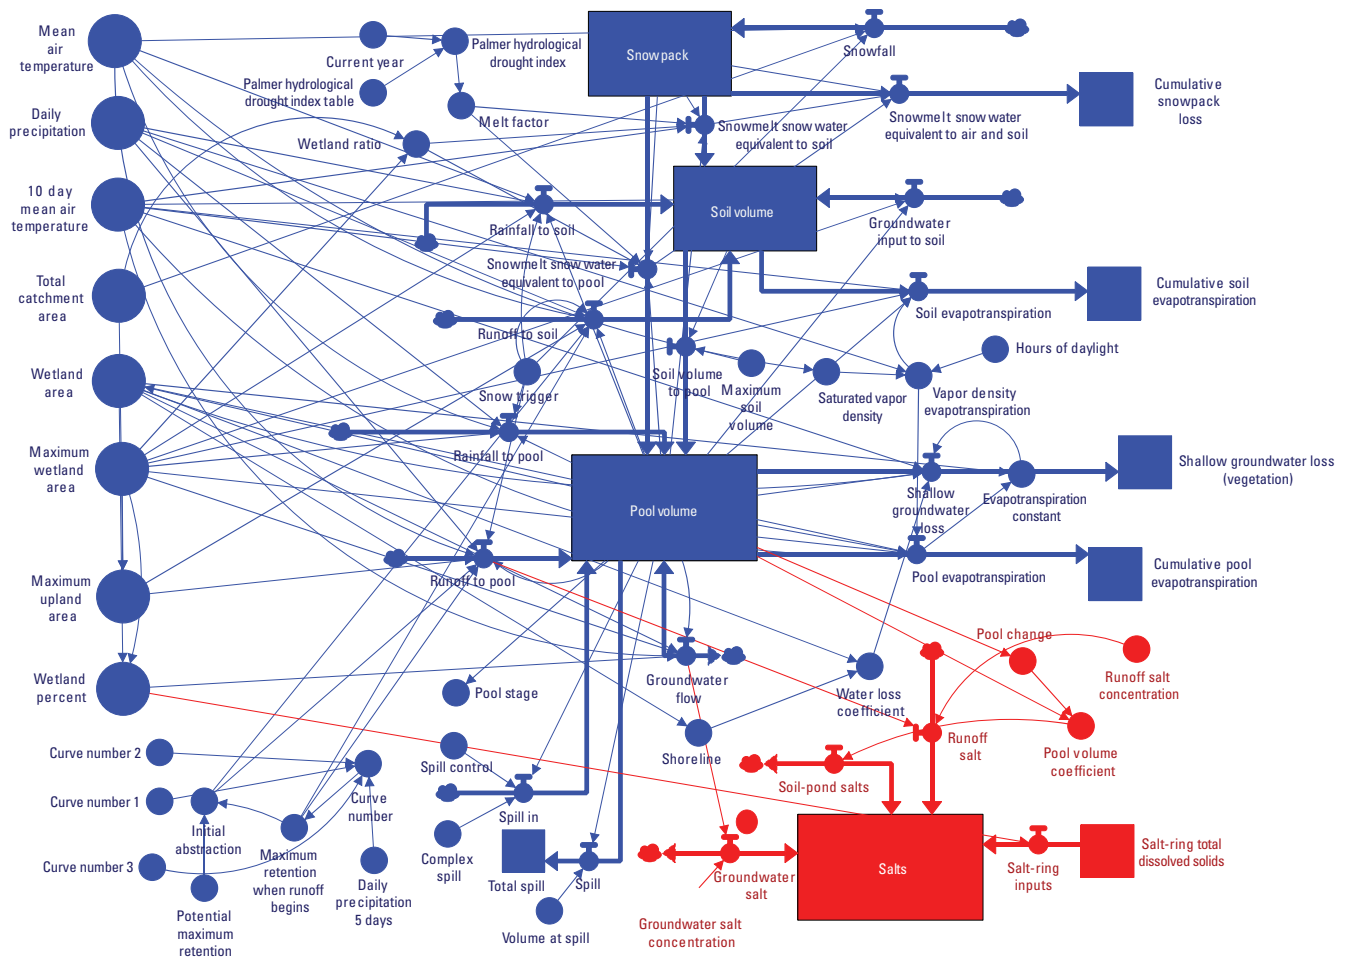 Mean
air
temperature
Daily
precipitation
10 day
mean air
temperature
Total
catchment
area
Wetland
area
Maximum
wetland
area
Maximum
upland
area
Wetland
percent
Current year
Palmer hydrological
drought index
Palmer hydrological
drought index table
Melt factor
Wetland ratio
Snowpack
Snowfall
Snowmelt snow water
equivalent to soil
Snowmelt snow water
equivalent to air and soil
Cumulative
snowpack
loss
Soil volume
Rainfall to soil
Groundwater
input to soil
Snowmelt snow water
equivalent to pool
Runoff to soil
Soil evapotranspiration
Cumulative soil
evapotranspiration
Snow trigger
Soil volume
to pool
Maximum
soil
volume
Saturated vapor
density
Hours of daylight
Vapor density
evapotranspiration
Rainfall to pool
Pool volume
Shallow
groundwater
loss
Evapotranspiration
constant
Shallow groundwater loss
(vegetation)
Runoff to pool
Pool evapotranspiration
Cumulative pool
evapotranspiration
Pool stage
Groundwater
flow
Shoreline
Water loss
coefficient
Pool change
Runoff salt
concentration
Runoff
salt
Pool volume
coefficient
Curve number 2
Curve number 1
Curve number 3
Initial
abstraction
Curve
number
Maximum
retention
when runoff
begins
Potential
maximum
retention
Daily
precipitation
5 days
Spill control
Spill in
Complex
spill
Total spill
Spill
Volume at spill
Soil-pond salts
Groundwater
salt
Groundwater salt
concentration
Salts
Salt-ring
inputs
Salt-ring total
dissolved solids